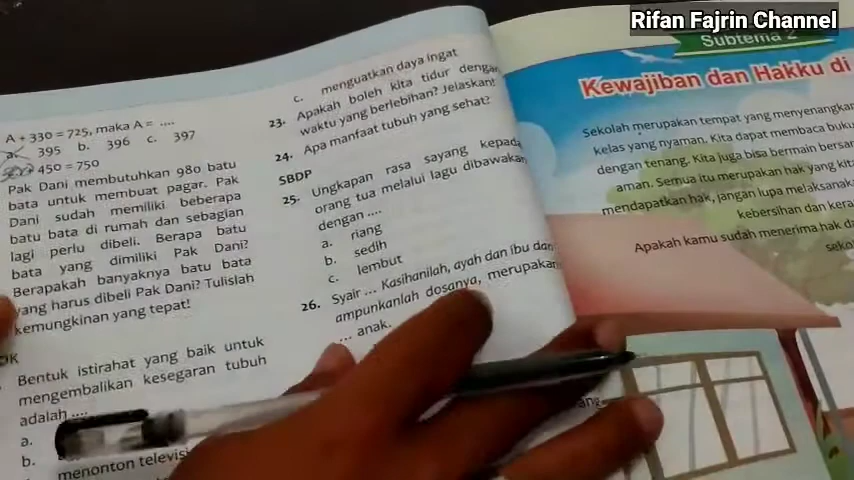 Rifan Fajrin Channel
A + 330 = 725, maka A = ....
a. 395 b. 396 c. 397
450 = 750
Pak Dani membutuhkan 980 batu
bata untuk membuat pagar. Pak
Dani sudah memiliki beberapa
batu bata di rumah dan sebagian
lagi perlu dibeli. Berapa batu
bata yang dimiliki Pak Dani?
Berapakah banyaknya batu bata
yang harus dibeli Pak Dani? Tulislah
kemungkinan yang tepat!
OK
Bentuk istirahat yang baik untuk
mengembalikan kesegaran tubuh
adalah ....
a.
b.
menonton televisi
c. menguatkan daya ingat
23. Apakah boleh kita tidur dengan
waktu yang berlebihan? Jelaskan!
24. Apa manfaat tubuh yang sehat?
SBDP
25. Ungkapan rasa sayang kepada
orang tua melalui lagu dibawakan
dengan ....
a. riang
b. sedih
c. lembut
26. Syair ... Kasihanilah, ayah dan ibu dan
ampunkanlah dosanya, merupakan
... anak.
ang
Subtema 2
Kewajiban dan Hakku di
Sekolah merupakan tempat yang menyenangkan
kelas yang nyaman. Kita dapat membaca buku
dengan tenang. Kita juga bisa bermain bersam
aman. Semua itu merupakan hak yang kit
mendapatkan hak, jangan lupa melaksanak
kebersihan dan kera
Apakah kamu sudah menerima hak da
seko